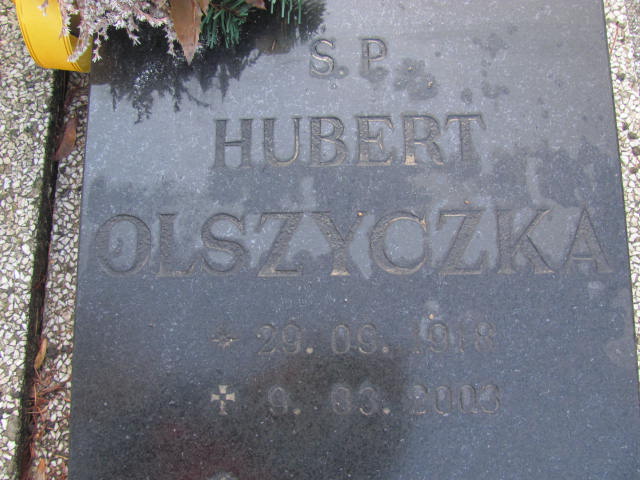 S. P.
HUBERT
OLSZYCZKA
29. 09. 1918
9. 03. 2003